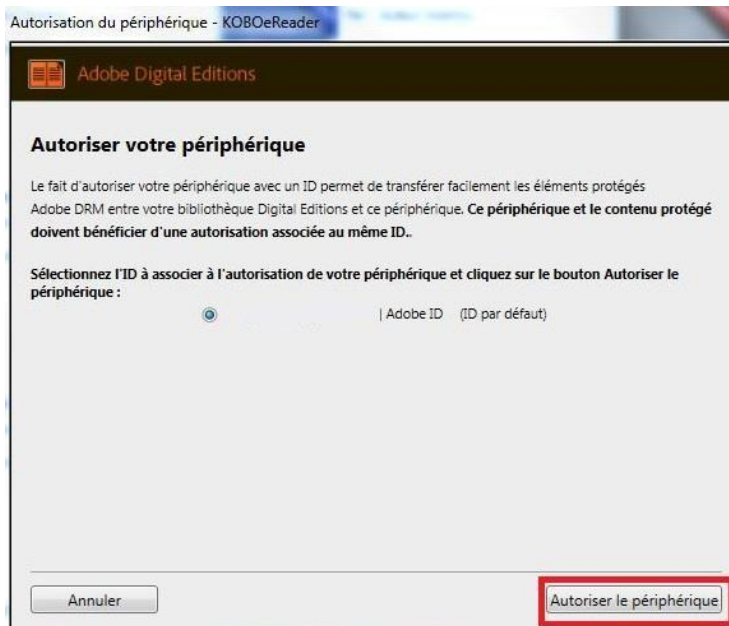 Autorisation du périphérique - KOBOeReader
Adobe Digital Editions
Autoriser votre périphérique
Le fait d'autoriser votre périphérique avec un ID permet de transférer facilement les éléments protégés
Adobe DRM entre votre bibliothèque Digital Editions et ce périphérique. Ce périphérique et le contenu protégé
doivent bénéficier d'une autorisation associée au même ID..
Sélectionnez l'ID à associer à l'autorisation de votre périphérique et cliquez sur le bouton Autoriser le
périphérique :
| Adobe ID (ID par défaut)
Annuler Autoriser le périphérique